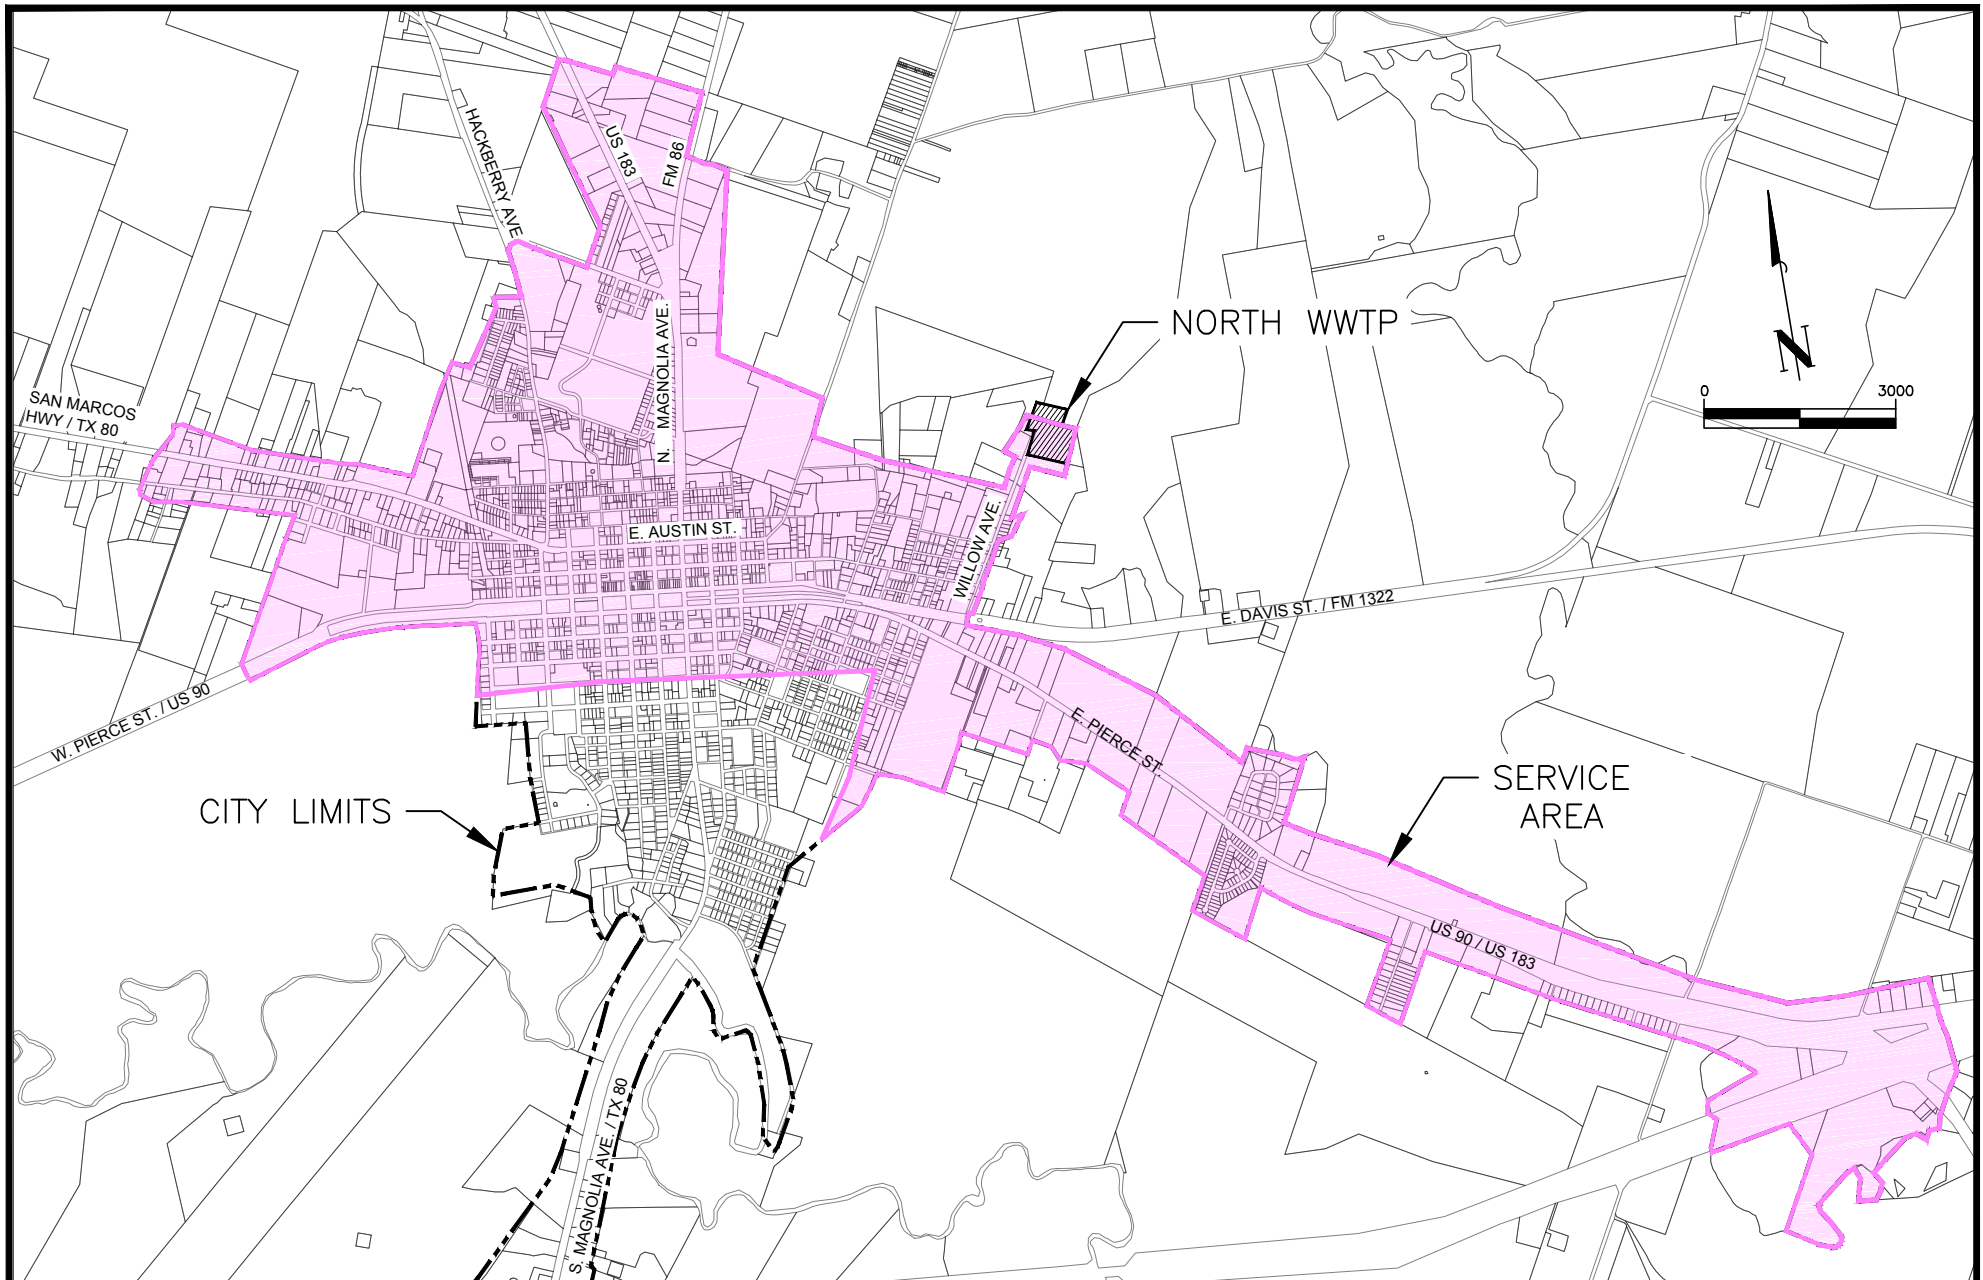 HACKBERRY AVE
US 183
FM 86
N. MAGNOLIA AVE.
NORTH WWTP
N
0 3000
SAN MARCOS
HWY / TX 80
E. AUSTIN ST.
WILLOW AVE.
E. DAVIS ST. / FM 1322
W. PIERCE ST. / US 90
E. PIERCE ST.
CITY LIMITS
SERVICE
AREA
US 90 / US 183
S. MAGNOLIA AVE. / TX 80